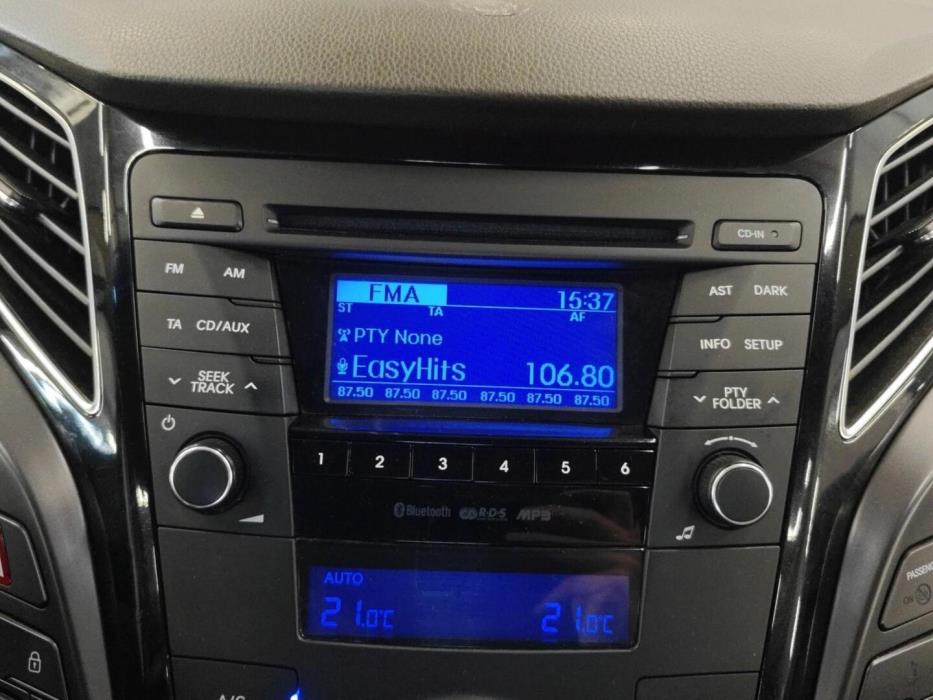 CD-IN
FM AM
AST DARK
FMA 15:37
ST TA AF
TA CD/AUX
INFO SETUP
PTY None
EasyHits 106.80
SEEK
TRACK
PTY
FOLDER
87.50 87.50 87.50 87.50 87.50 87.50
1 2 3 4 5 6
Bluetooth R·D·S MP3
AUTO
21.0°C 21.0°C
ON
A/C